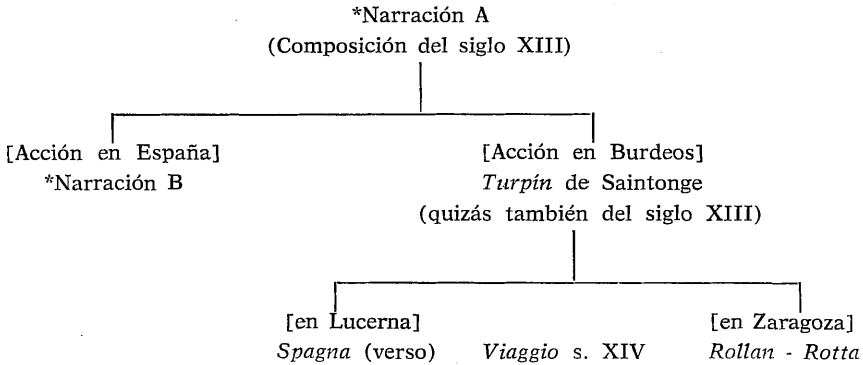 *Narración A
(Composición del siglo XIII)
[Acción en España]
*Narración B
[Acción en Burdeos]
Turpín de Saintonge
(quizás también del siglo XIII)
[en Lucerna]
Spagna (verso)
Viaggio s. XIV
[en Zaragoza]
Rollan - Rotta